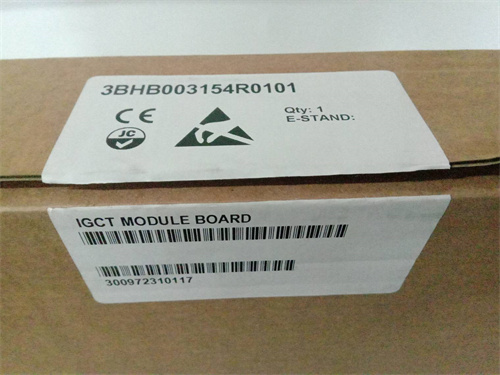 3BHB003154R0101
CE
JC
Qty: 1
E-STAND:
IGCT MODULE BOARD
300972310117